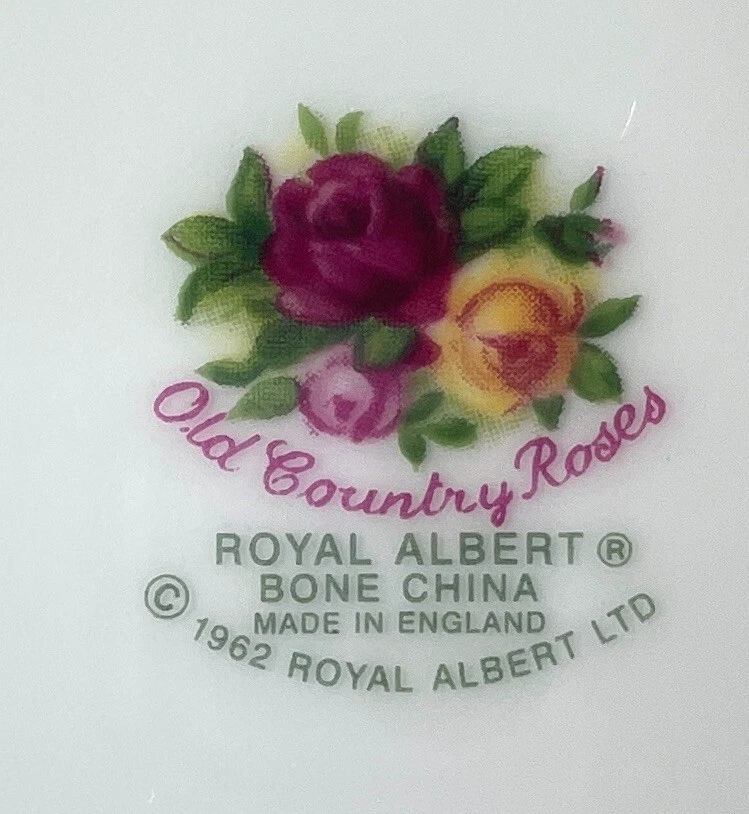 Old Country Roses
ROYAL ALBERT ®
BONE CHINA
MADE IN ENGLAND
© 1962 ROYAL ALBERT LTD